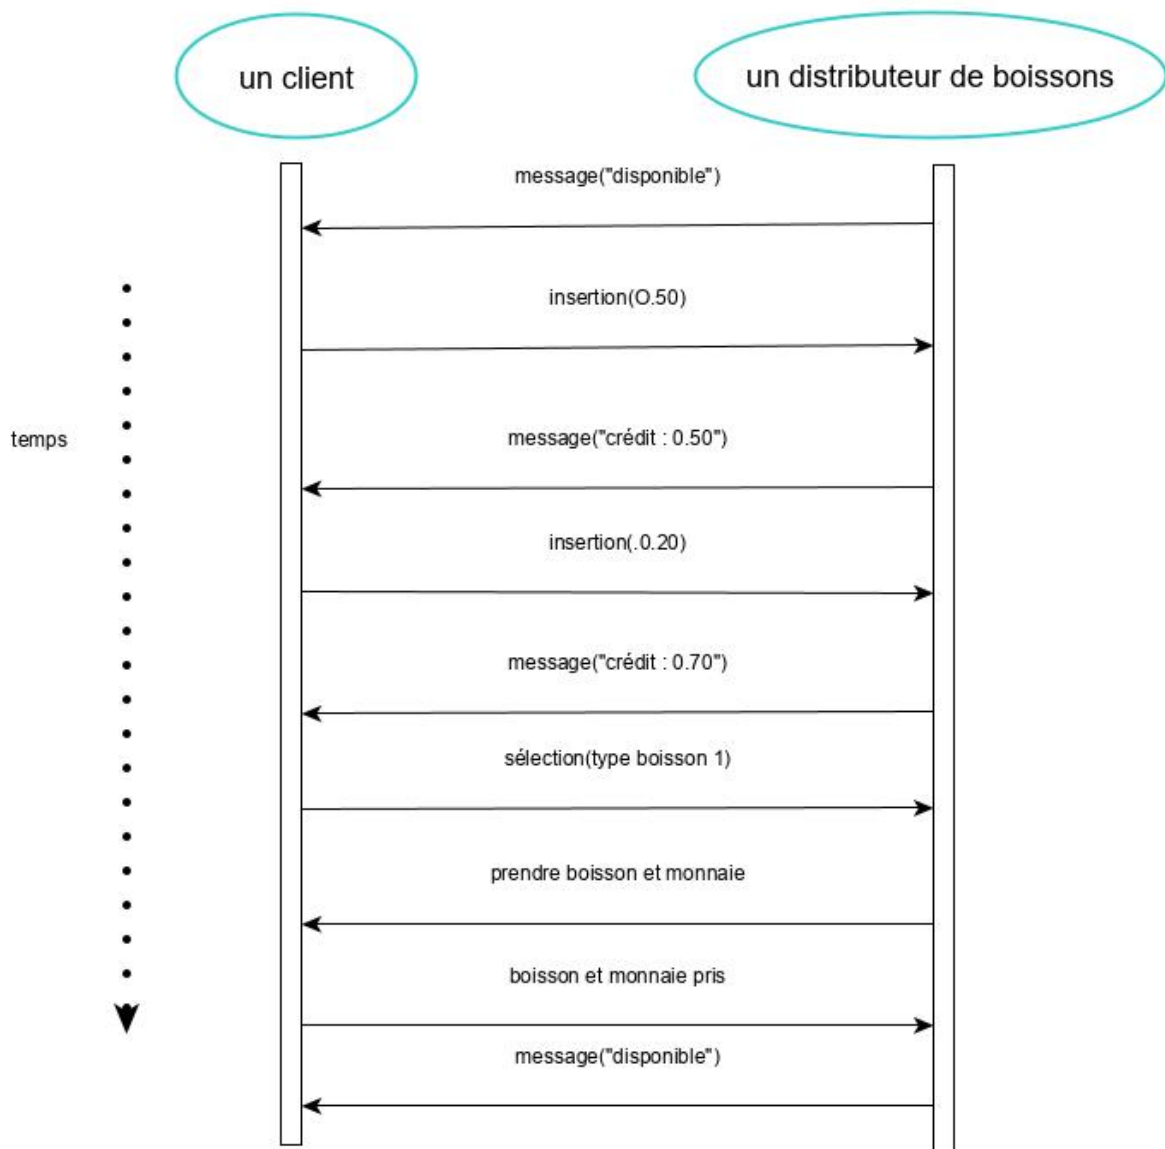 un client
un distributeur de boissons
message("disponible")
insertion(O.50)
temps
message("crédit : 0.50")
insertion(.0.20)
message("crédit : 0.70")
sélection(type boisson 1)
prendre boisson et monnaie
boisson et monnaie pris
message("disponible")